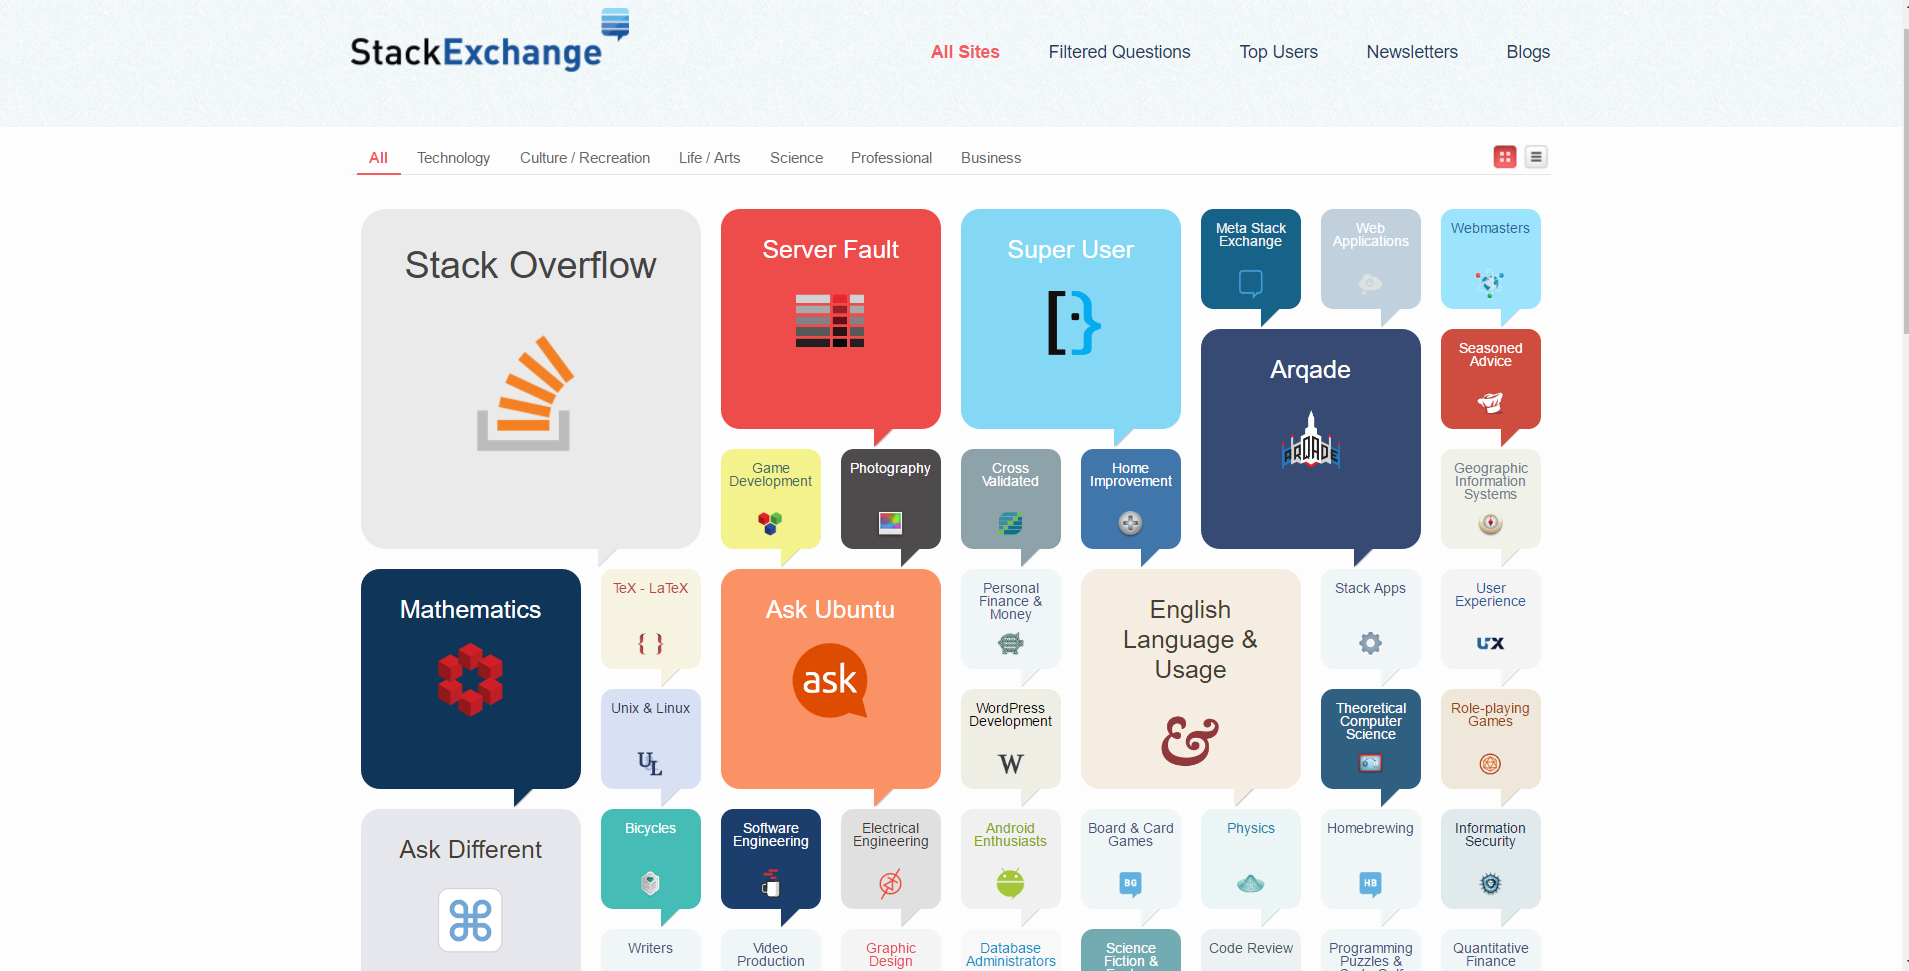 StackExchange
All Sites
Filtered Questions
Top Users
Newsletters
Blogs
All
Technology
Culture / Recreation
Life / Arts
Science
Professional
Business
Stack Overflow
Server Fault
Super User
Meta Stack
Exchange
Web
Applications
Webmasters
Arqade
ARQADE
Seasoned
Advice
Game
Development
Photography
Cross
Validated
Home
Improvement
Geographic
Information
Systems
Mathematics
TeX - LaTeX
{ }
Ask Ubuntu
ask
Personal
Finance &
Money
English
Language &
Usage
&
Stack Apps
User
Experience
UX
Unix & Linux
UL
WordPress
Development
W
Theoretical
Computer
Science
Role-playing
Games
Ask Different
Bicycles
Software
Engineering
Electrical
Engineering
Android
Enthusiasts
Board & Card
Games
BG
Physics
Homebrewing
HB
Information
Security
Writers
Video
Production
Graphic
Design
Database
Administrators
Science
Fiction &
Code Review
Programming
Puzzles &
Quantitative
Finance